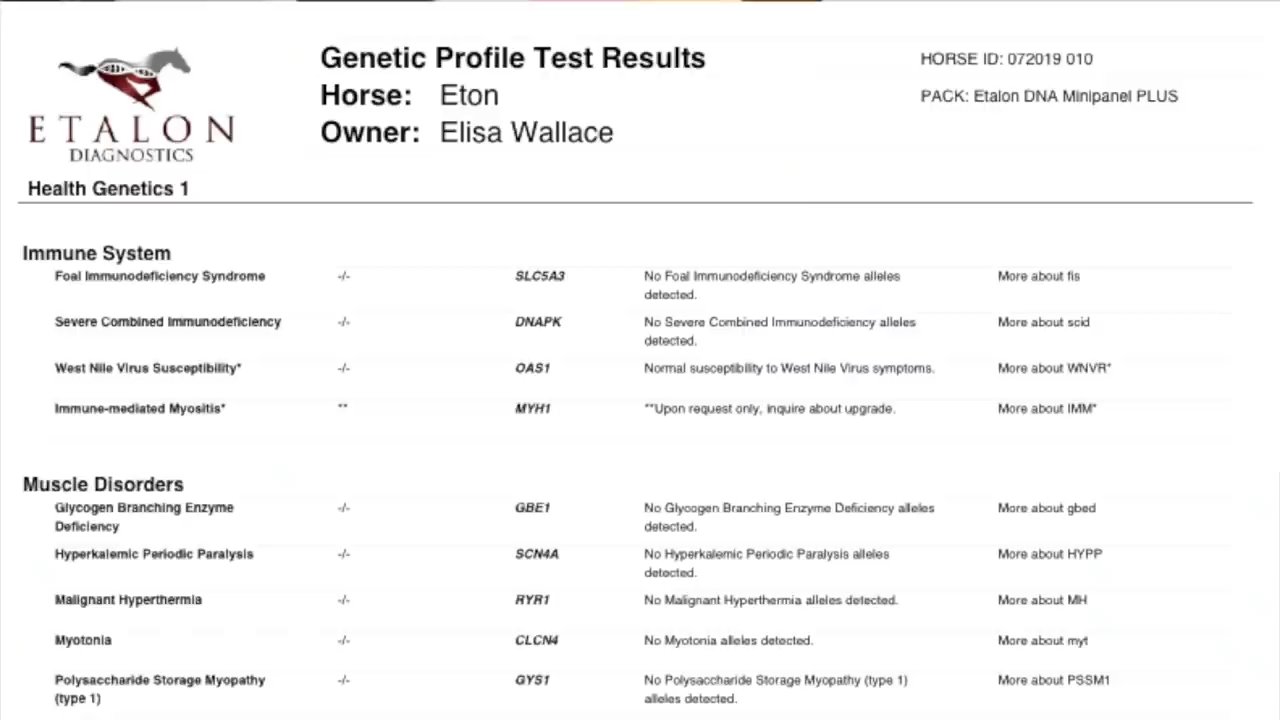 ETALON
DIAGNOSTICS
Genetic Profile Test Results
Horse: Eton
Owner: Elisa Wallace
HORSE ID: 072019 010
PACK: Etalon DNA Minipanel PLUS
Health Genetics 1
Immune System
Foal Immunodeficiency Syndrome -/- SLC5A3 No Foal Immunodeficiency Syndrome alleles More about fis
detected.
Severe Combined Immunodeficiency -/- DNAPK No Severe Combined Immunodeficiency alleles More about scid
detected.
West Nile Virus Susceptibility* -/- OAS1 Normal susceptibility to West Nile Virus symptoms. More about WNVR*
Immune-mediated Myositis* ** MYH1 **Upon request only, inquire about upgrade. More about IMM*
Muscle Disorders
Glycogen Branching Enzyme -/- GBE1 No Glycogen Branching Enzyme Deficiency alleles More about gbed
Deficiency detected.
Hyperkalemic Periodic Paralysis -/- SCN4A No Hyperkalemic Periodic Paralysis alleles More about HYPP
detected.
Malignant Hyperthermia -/- RYR1 No Malignant Hyperthermia alleles detected. More about MH
Myotonia -/- CLCN4 No Myotonia alleles detected. More about myt
Polysaccharide Storage Myopathy -/- GYS1 No Polysaccharide Storage Myopathy (type 1) More about PSSM1
(type 1) alleles detected.